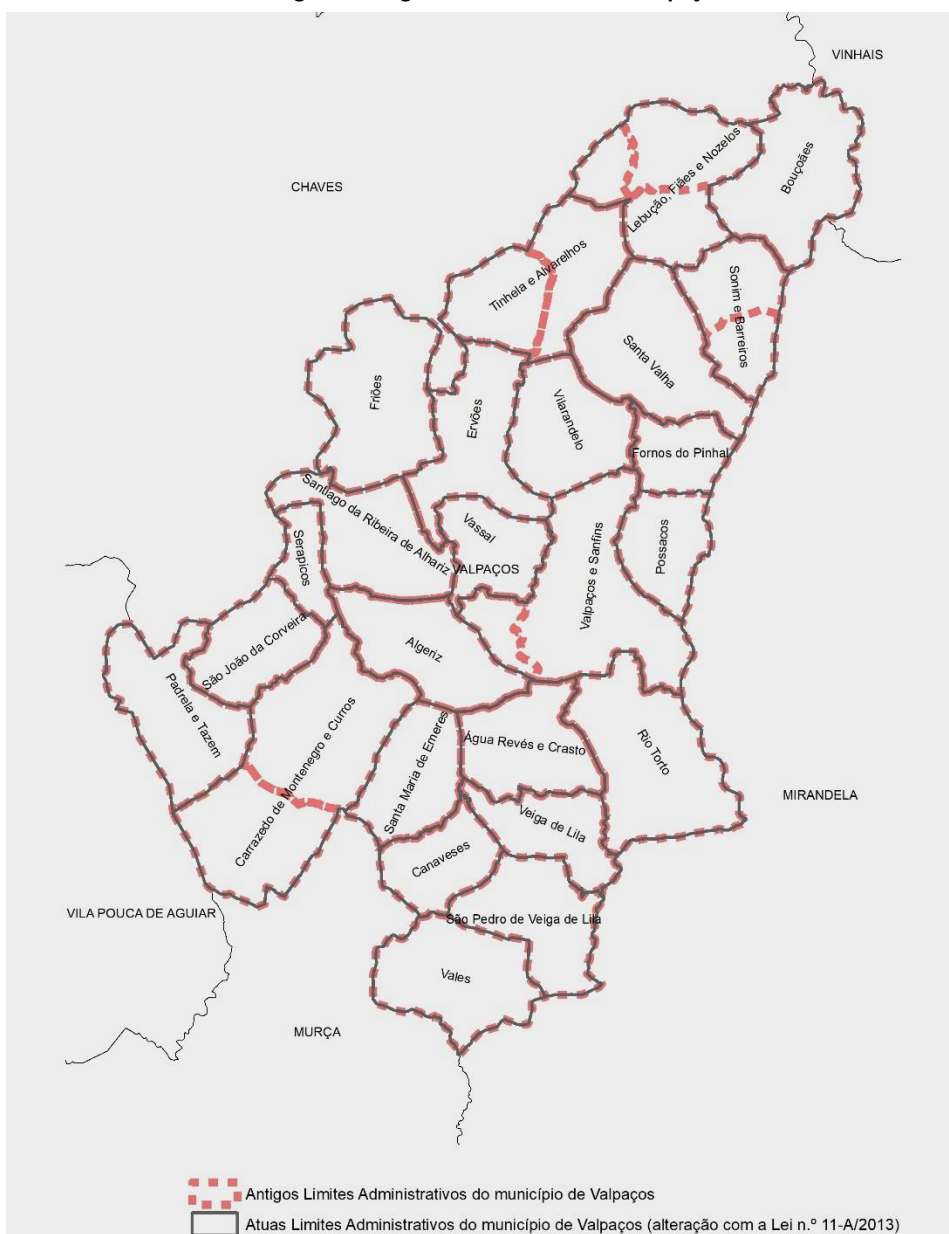 VINHAIS
CHAVES
Bouçoães
Lebução, Fiães e Nozelos
Tinhela e Alvarelhos
Sonim e Barreiros
Santa Valha
Friões
Ervões
Vilarandelo
Fornos do Pinhal
Santiago da Ribeira de Alhariz
Vassal
Possacos
Serapicos
VALPAÇOS
Valpaços e Sanfins
São João da Corveira
Algeriz
Padrela e Tazem
Carrazedo de Montenegro e Curros
Santa Maria de Emeres
Água Revés e Crasto
Rio Torto
MIRANDELA
Veiga de Lila
Canaveses
VILA POUCA DE AGUIAR
São Pedro de Veiga de Lila
Vales
MURÇA
Antigos Limites Administrativos do município de Valpaços
Atuas Limites Administrativos do município de Valpaços (alteração com a Lei n.º 11-A/2013)